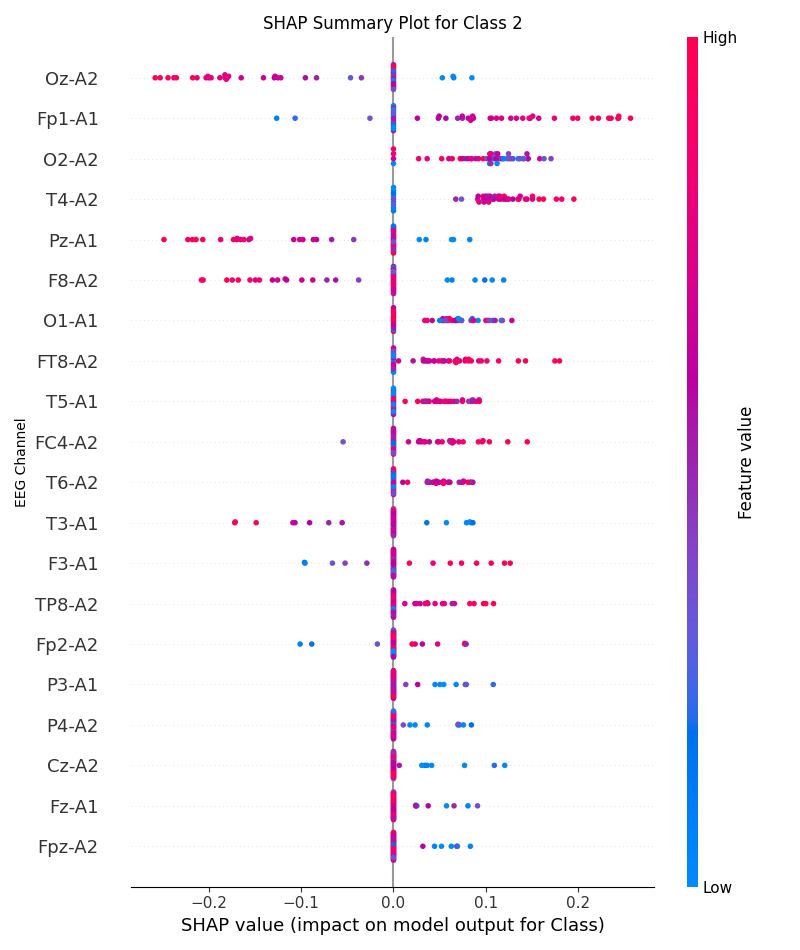 SHAP Summary Plot for Class 2
High
Oz-A2
Fp1-A1
O2-A2
T4-A2
Pz-A1
F8-A2
O1-A1
FT8-A2
T5-A1
FC4-A2
T6-A2
T3-A1
F3-A1
TP8-A2
Fp2-A2
P3-A1
P4-A2
Cz-A2
Fz-A1
Fpz-A2
EEG Channel
Feature value
Low
−0.2 −0.1 0.0 0.1 0.2
SHAP value (impact on model output for Class)